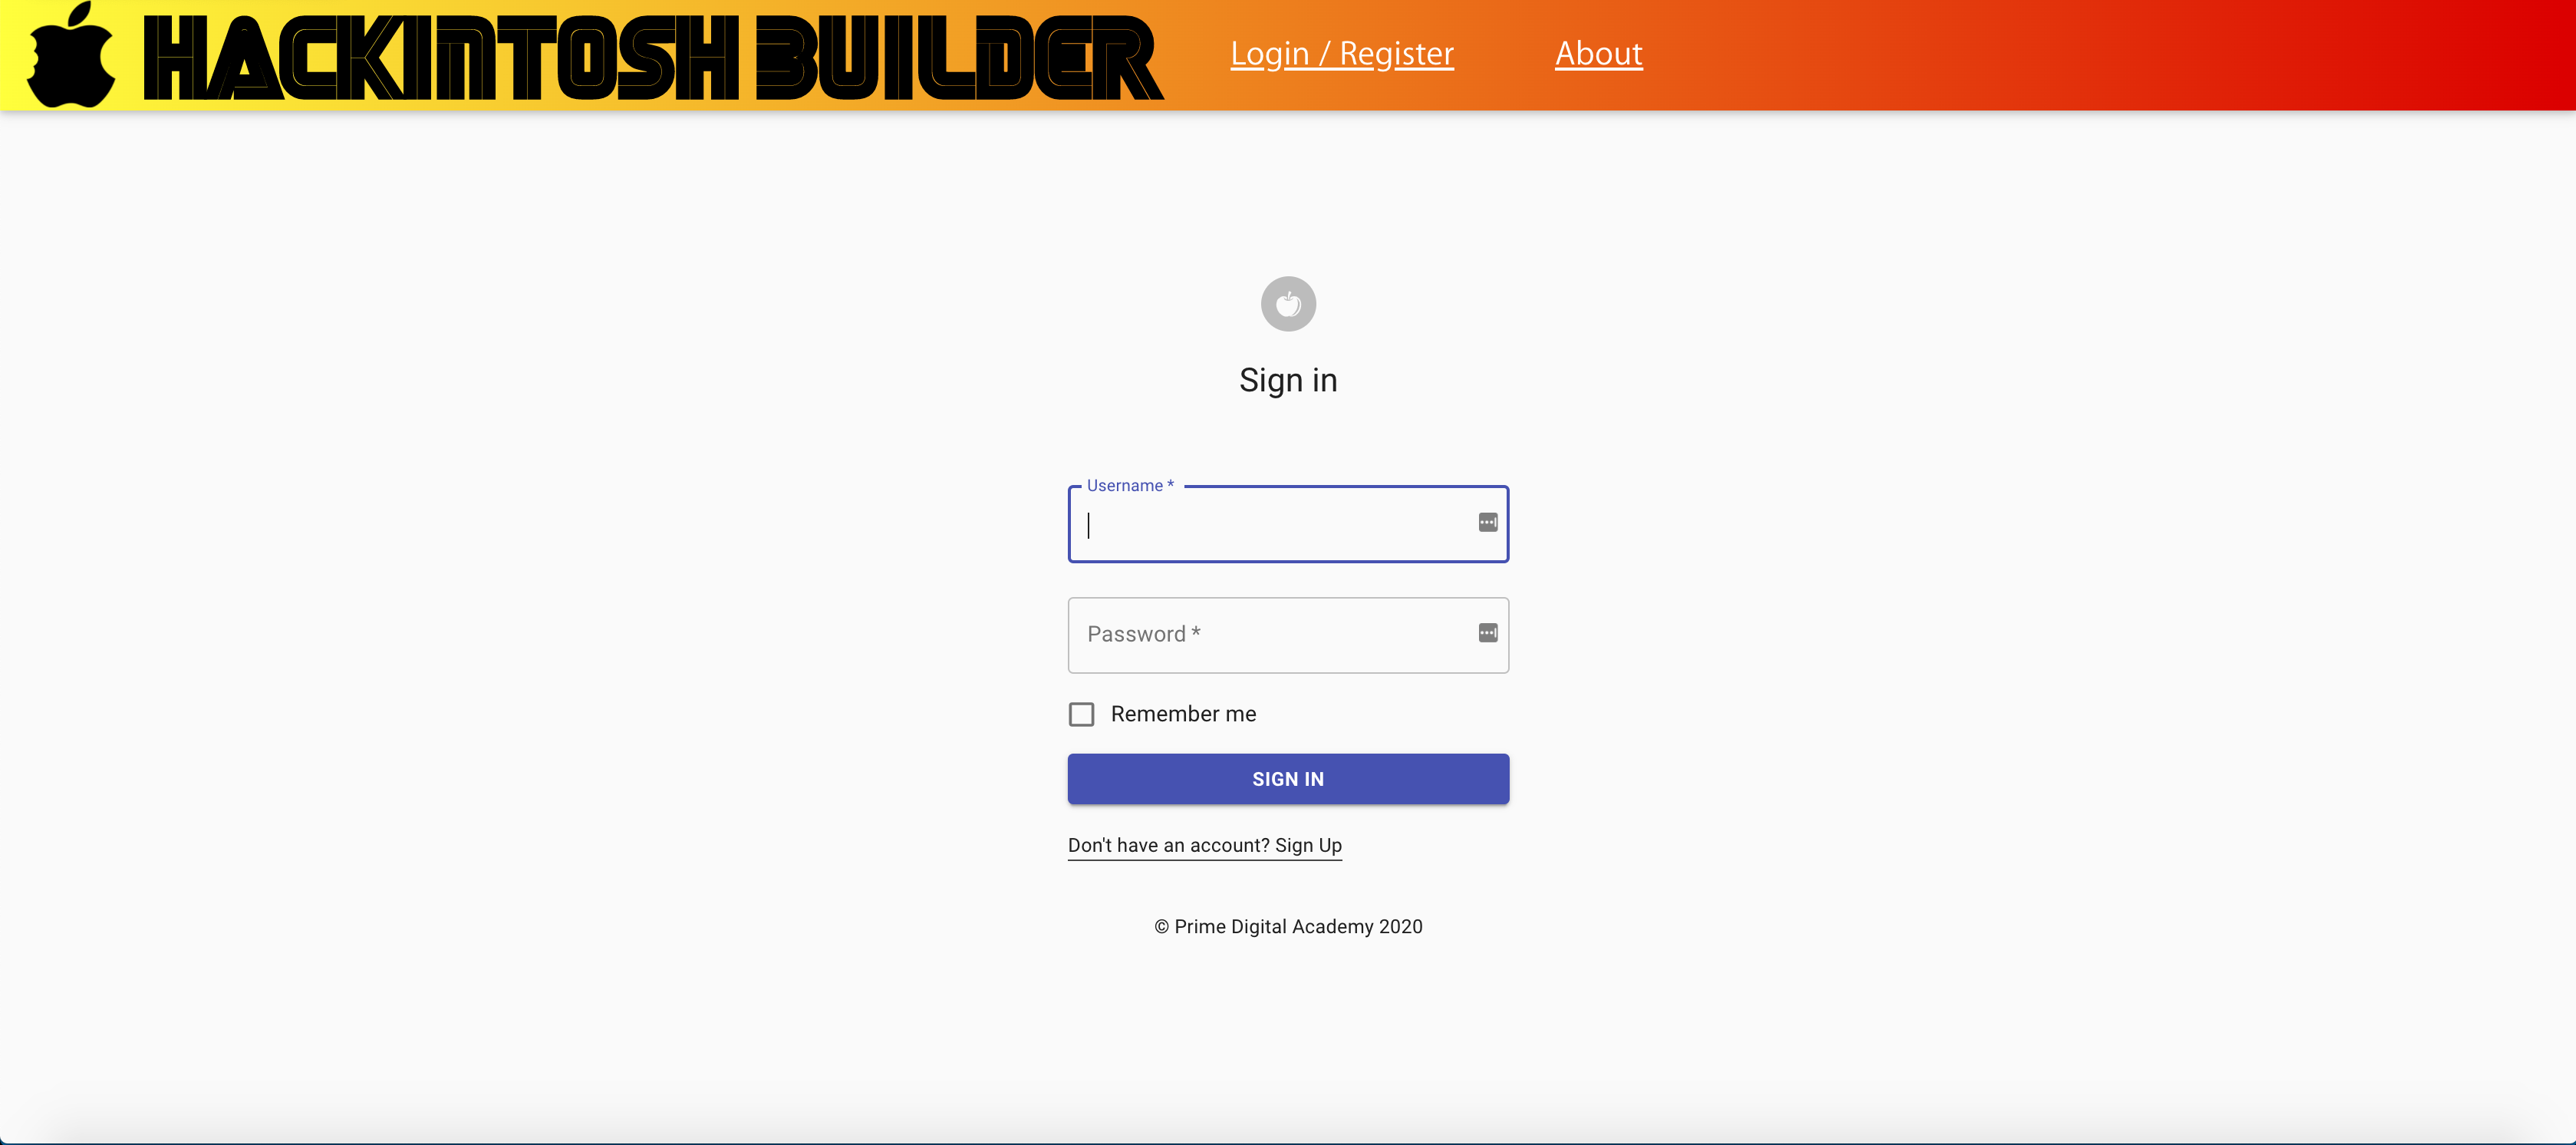 HACKINTOSH BUILDER
Login / Register
About
Sign in
Username *
Password *
Remember me
SIGN IN
Don't have an account? Sign Up
© Prime Digital Academy 2020